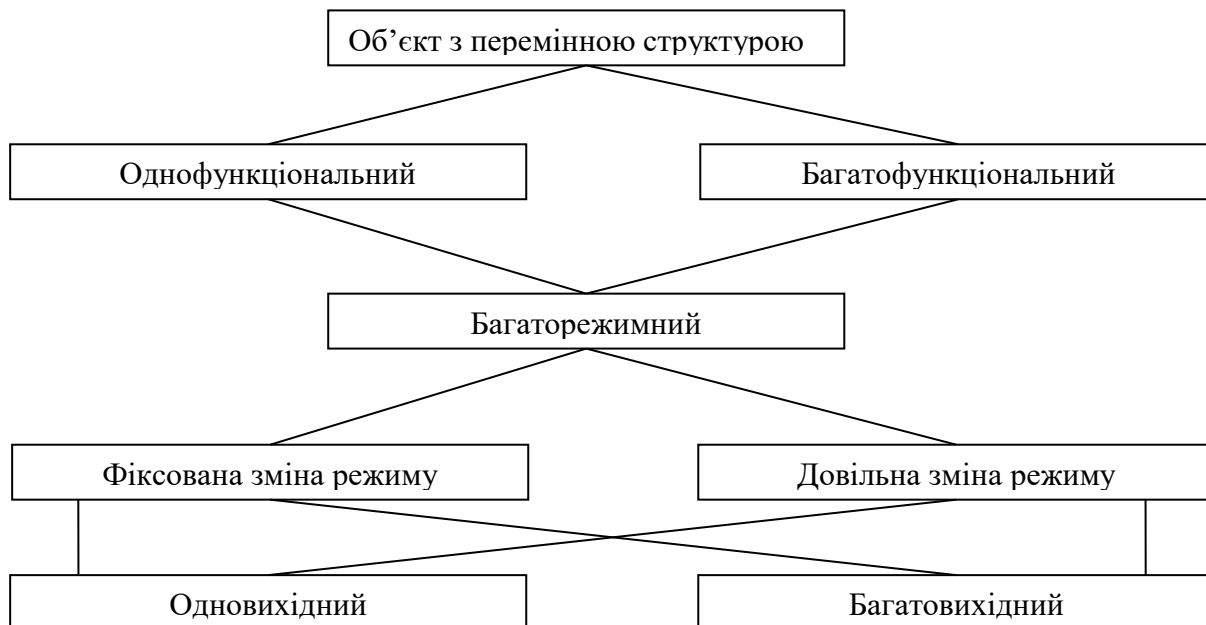 Об’єкт з перемінною структурою
Однофункціональний
Багатофункціональний
Багаторежимний
Фіксована зміна режиму
Довільна зміна режиму
Одновихідний
Багатовихідний